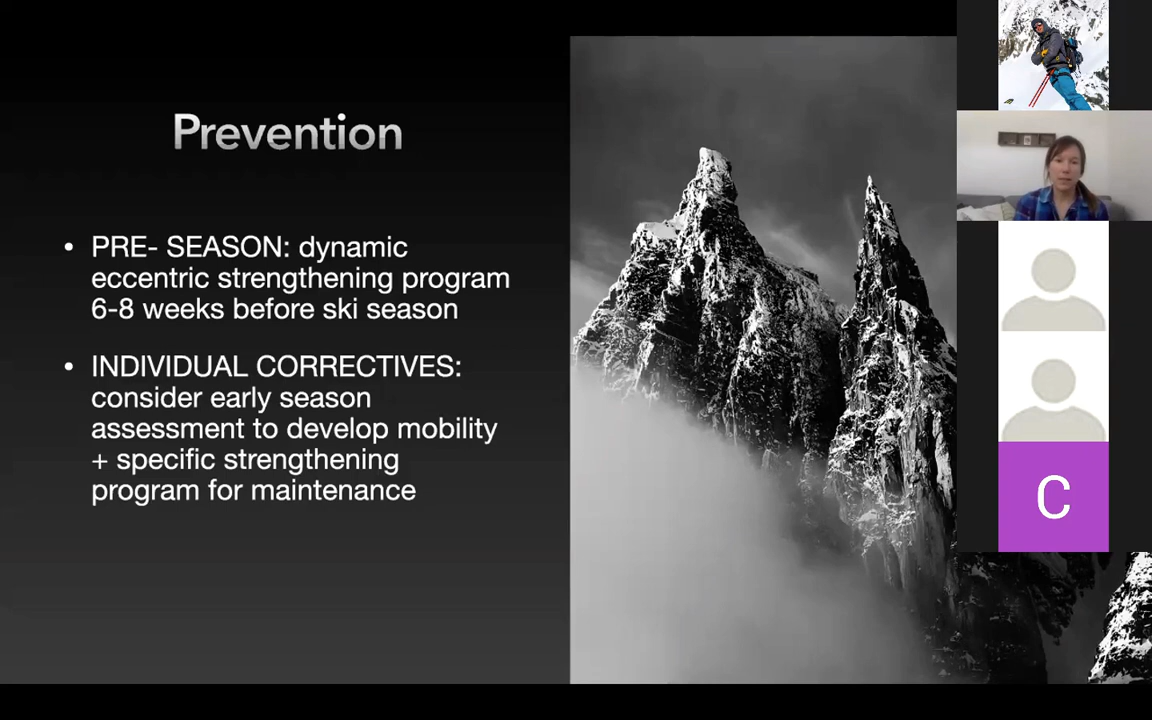 Prevention
• PRE- SEASON: dynamic
eccentric strengthening program
6-8 weeks before ski season
• INDIVIDUAL CORRECTIVES:
consider early season
assessment to develop mobility
+ specific strengthening
program for maintenance
C